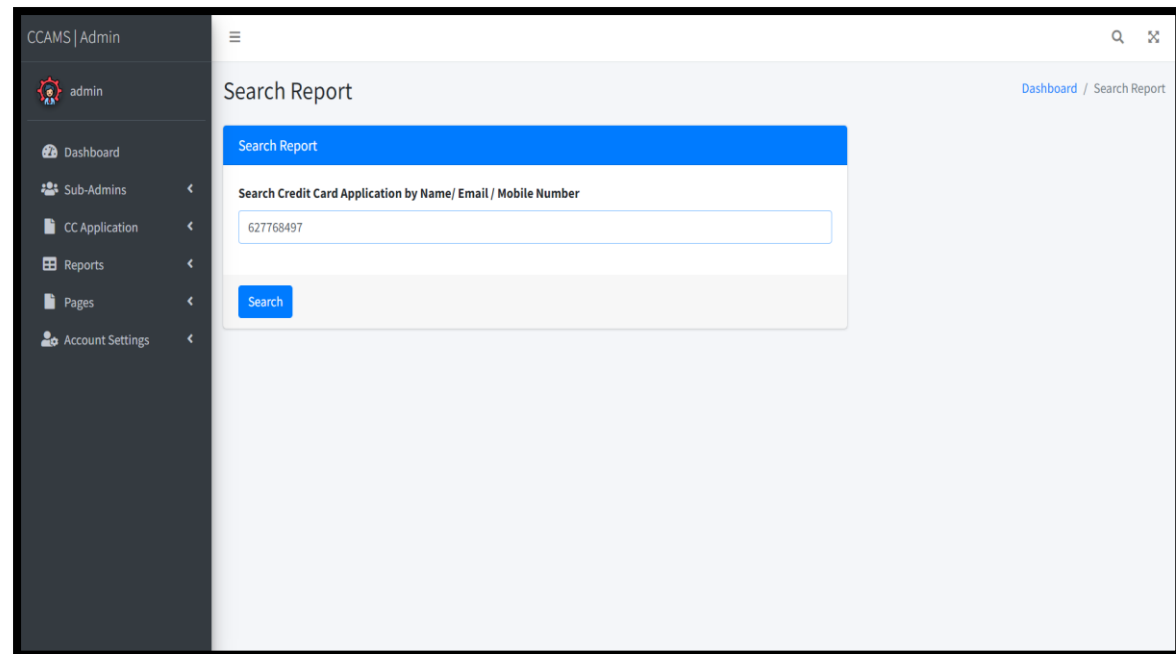 CCAMS | Admin
admin
Dashboard
Sub-Admins
CC Application
Reports
Pages
Account Settings
Search Report
Dashboard / Search Report
Search Report
Search Credit Card Application by Name/ Email / Mobile Number
627768497
Search